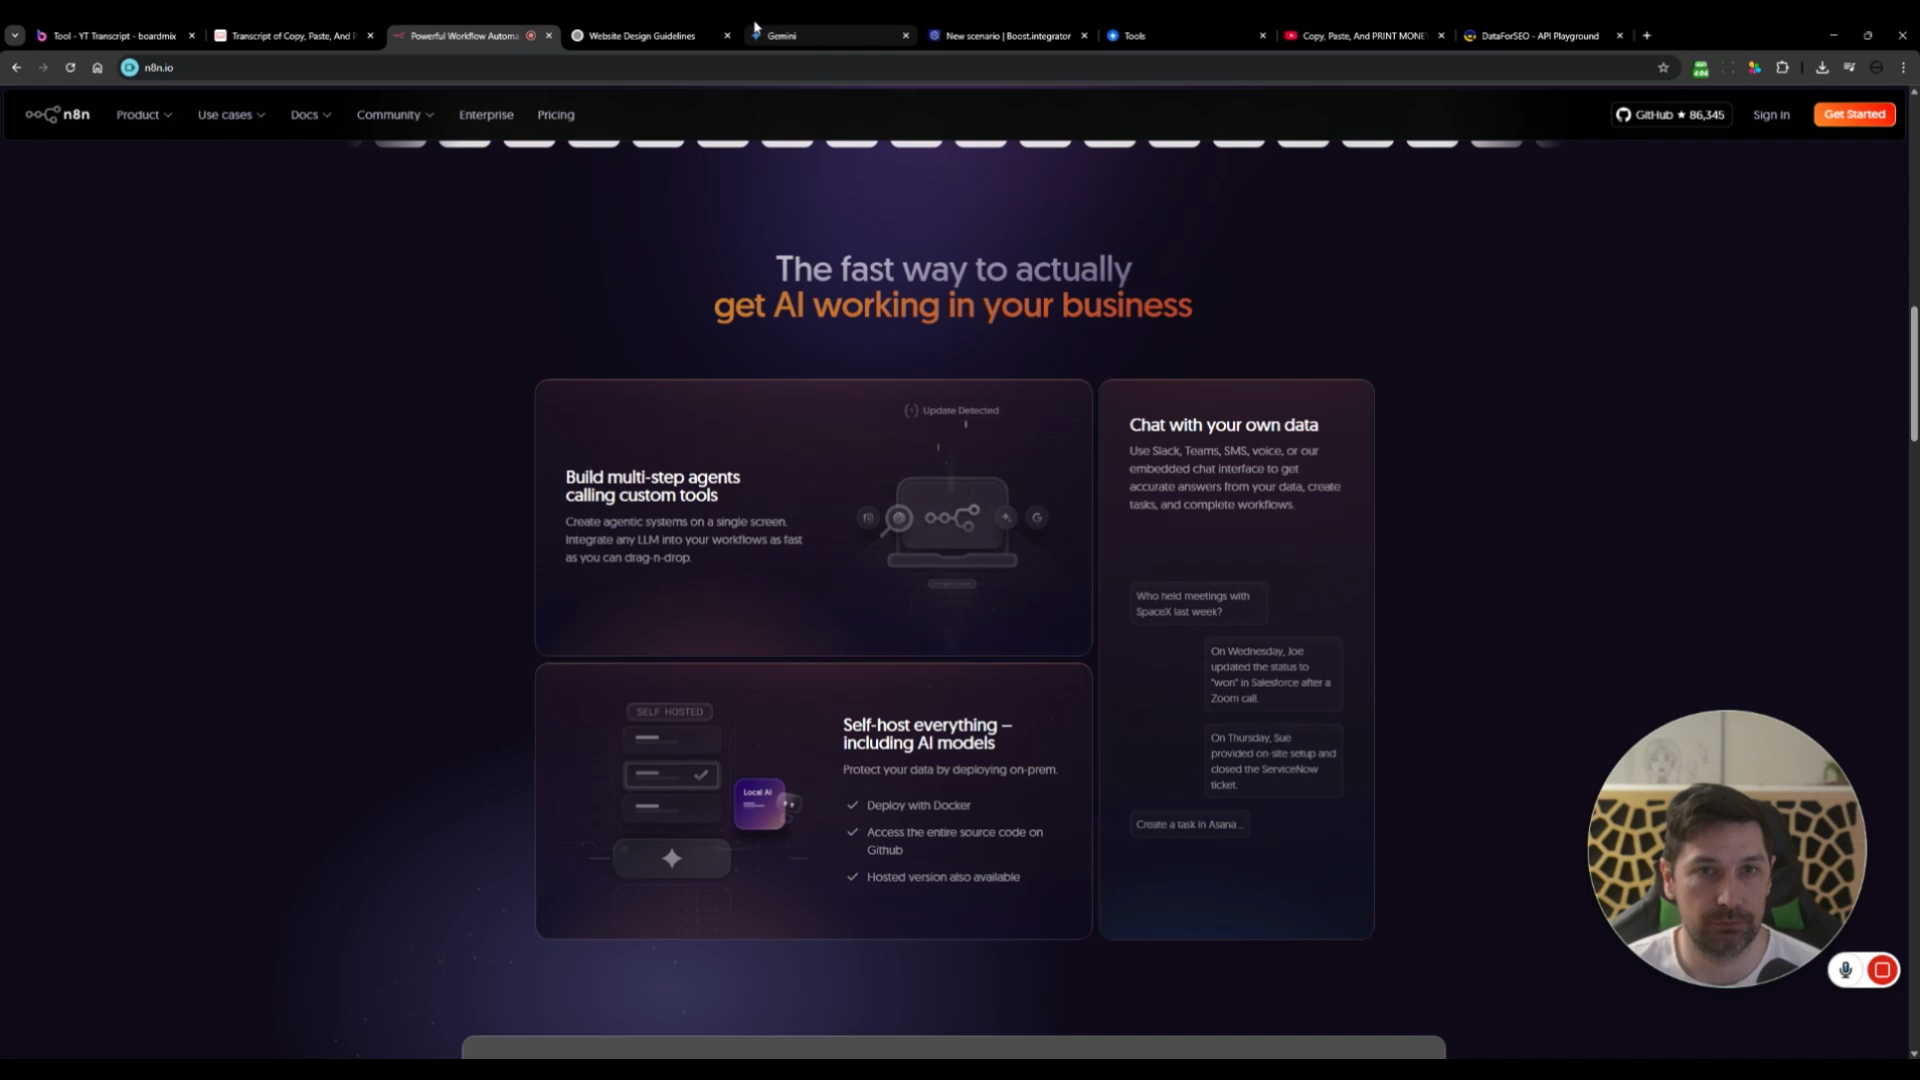 Tool - YT Transcript - boardmix
Transcript of Copy, Paste, And P
Powerful Workflow Automa
Website Design Guidelines
Gemini
New scenario | Boost.integrator
Tools
Copy, Paste, And PRINT MONE
DataForSEO - API Playground
n8n.io
4:04
n8n
Product
Use cases
Docs
Community
Enterprise
Pricing
GitHub ★ 86,345
Sign in
Get Started
The fast way to actually
get AI working in your business
Build multi-step agents
calling custom tools
Create agentic systems on a single screen.
Integrate any LLM into your workflows as fast
as you can drag-n-drop.
(1) Update Detected
Chat with your own data
Use Slack, Teams, SMS, voice, or our
embedded chat interface to get
accurate answers from your data, create
tasks, and complete workflows.
Who held meetings with
SpaceX last week?
On Wednesday, Joe
updated the status to
"won" in Salesforce after a
Zoom call.
On Thursday, Sue
provided on-site setup and
closed the ServiceNow
ticket.
Create a task in Asana...
SELF HOSTED
Local AI
Self-host everything –
including AI models
Protect your data by deploying on-prem.
Deploy with Docker
Access the entire source code on
Github
Hosted version also available